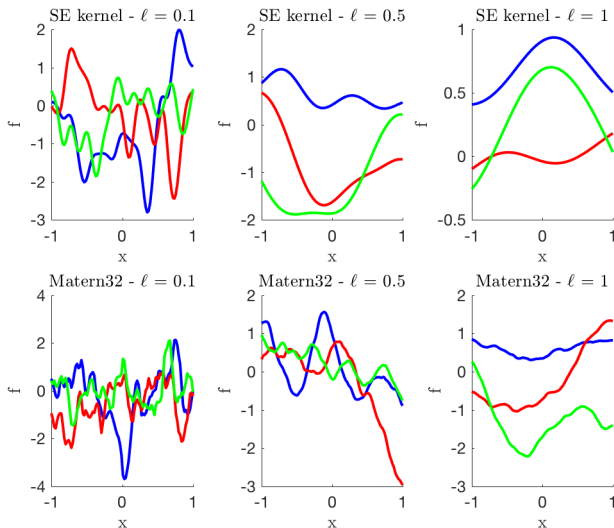 SE kernel - ℓ = 0.1
2
1
0
-1
-2
-3
f
-1
0
1
x
SE kernel - ℓ = 0.5
2
1
0
-1
-2
f
-1
0
1
x
SE kernel - ℓ = 1
1
0.5
0
-0.5
f
-1
0
1
x
Matern32 - ℓ = 0.1
4
2
0
-2
-4
f
-1
0
1
x
Matern32 - ℓ = 0.5
2
1
0
-1
-2
-3
f
-1
0
1
x
Matern32 - ℓ = 1
2
1
0
-1
-2
-3
f
-1
0
1
x